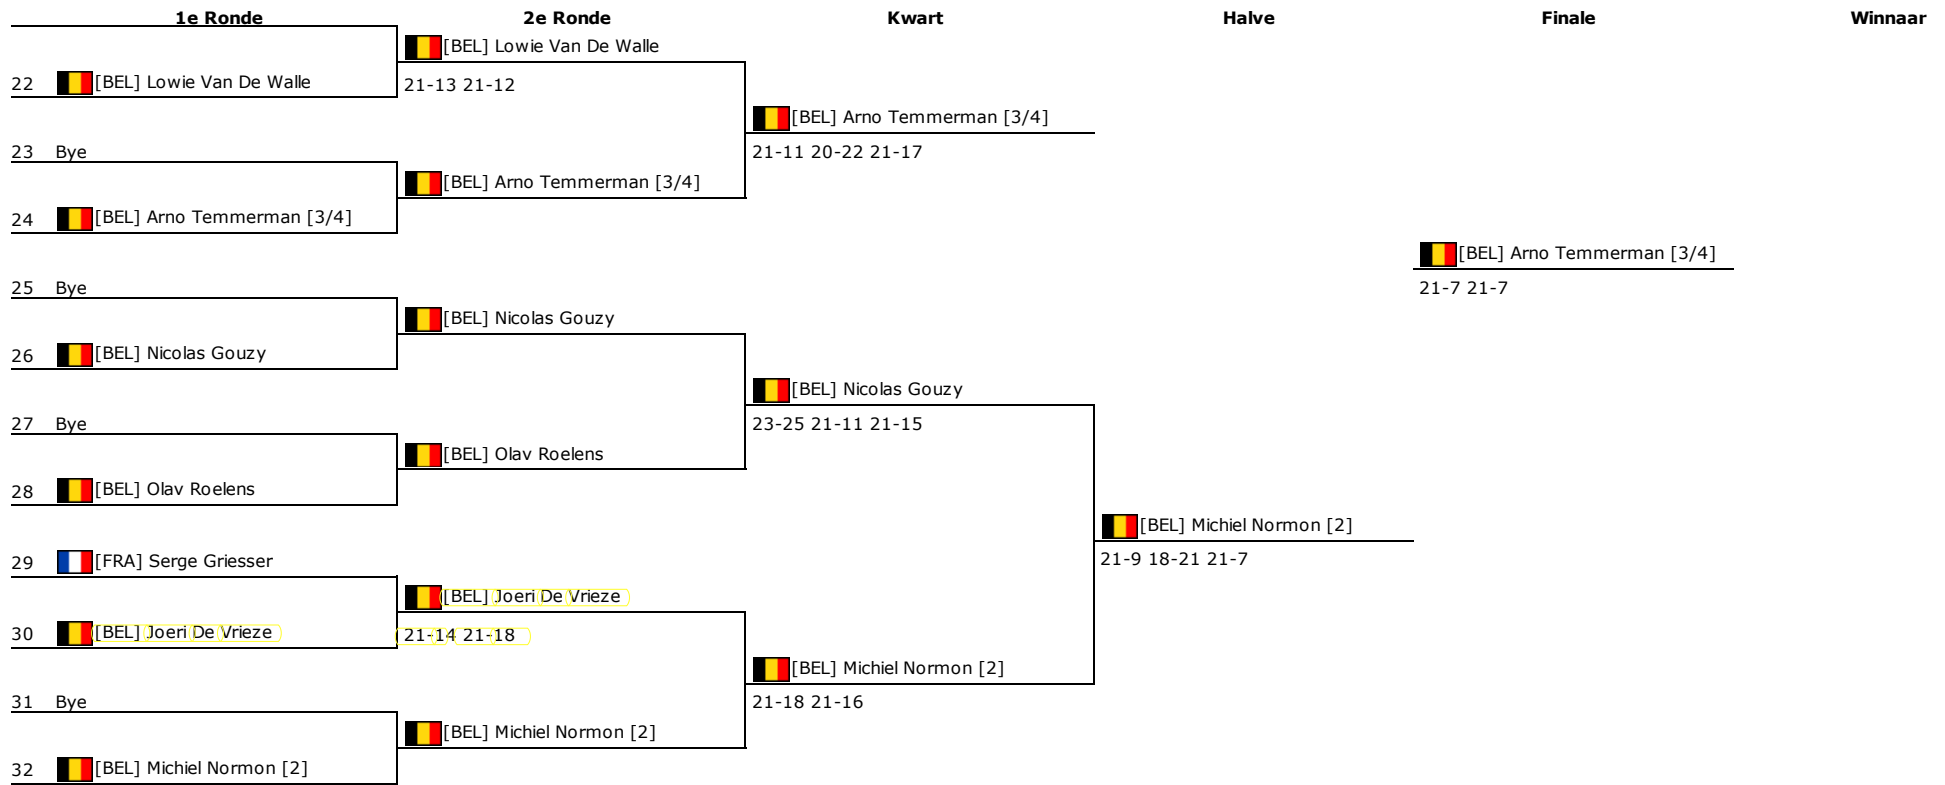 1e Ronde 2e Ronde Kwart Halve Finale Winnaar
[BEL] Lowie Van De Walle
22 [BEL] Lowie Van De Walle
21-13 21-12
[BEL] Arno Temmerman [3/4]
23 Bye
21-11 20-22 21-17
[BEL] Arno Temmerman [3/4]
24 [BEL] Arno Temmerman [3/4]
[BEL] Arno Temmerman [3/4]
25 Bye
21-7 21-7
[BEL] Nicolas Gouzy
26 [BEL] Nicolas Gouzy
[BEL] Nicolas Gouzy
27 Bye
23-25 21-11 21-15
[BEL] Olav Roelens
28 [BEL] Olav Roelens
[BEL] Michiel Normon [2]
29 [FRA] Serge Griesser
21-9 18-21 21-7
[BEL] Joeri De Vrieze
30 [BEL] Joeri De Vrieze
21-14 21-18
[BEL] Michiel Normon [2]
31 Bye
21-18 21-16
[BEL] Michiel Normon [2]
32 [BEL] Michiel Normon [2]